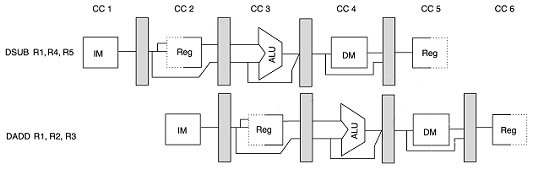 CC 1 CC 2 CC 3 CC 4 CC 5 CC 6
DSUB R1, R4, R5 IM Reg ALU DM Reg
DADD R1, R2, R3 IM Reg ALU DM Reg